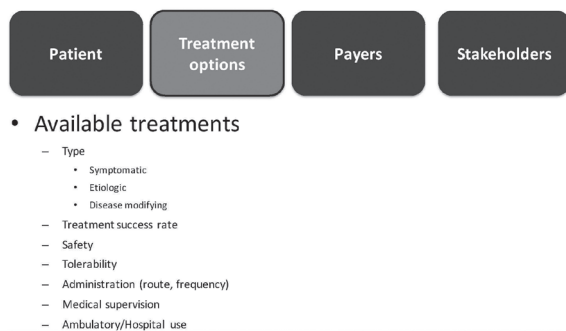 Patient
Treatment
options
Payers
Stakeholders
• Available treatments
– Type
• Symptomatic
• Etiologic
• Disease modifying
– Treatment success rate
– Safety
– Tolerability
– Administration (route, frequency)
– Medical supervision
– Ambulatory/Hospital use